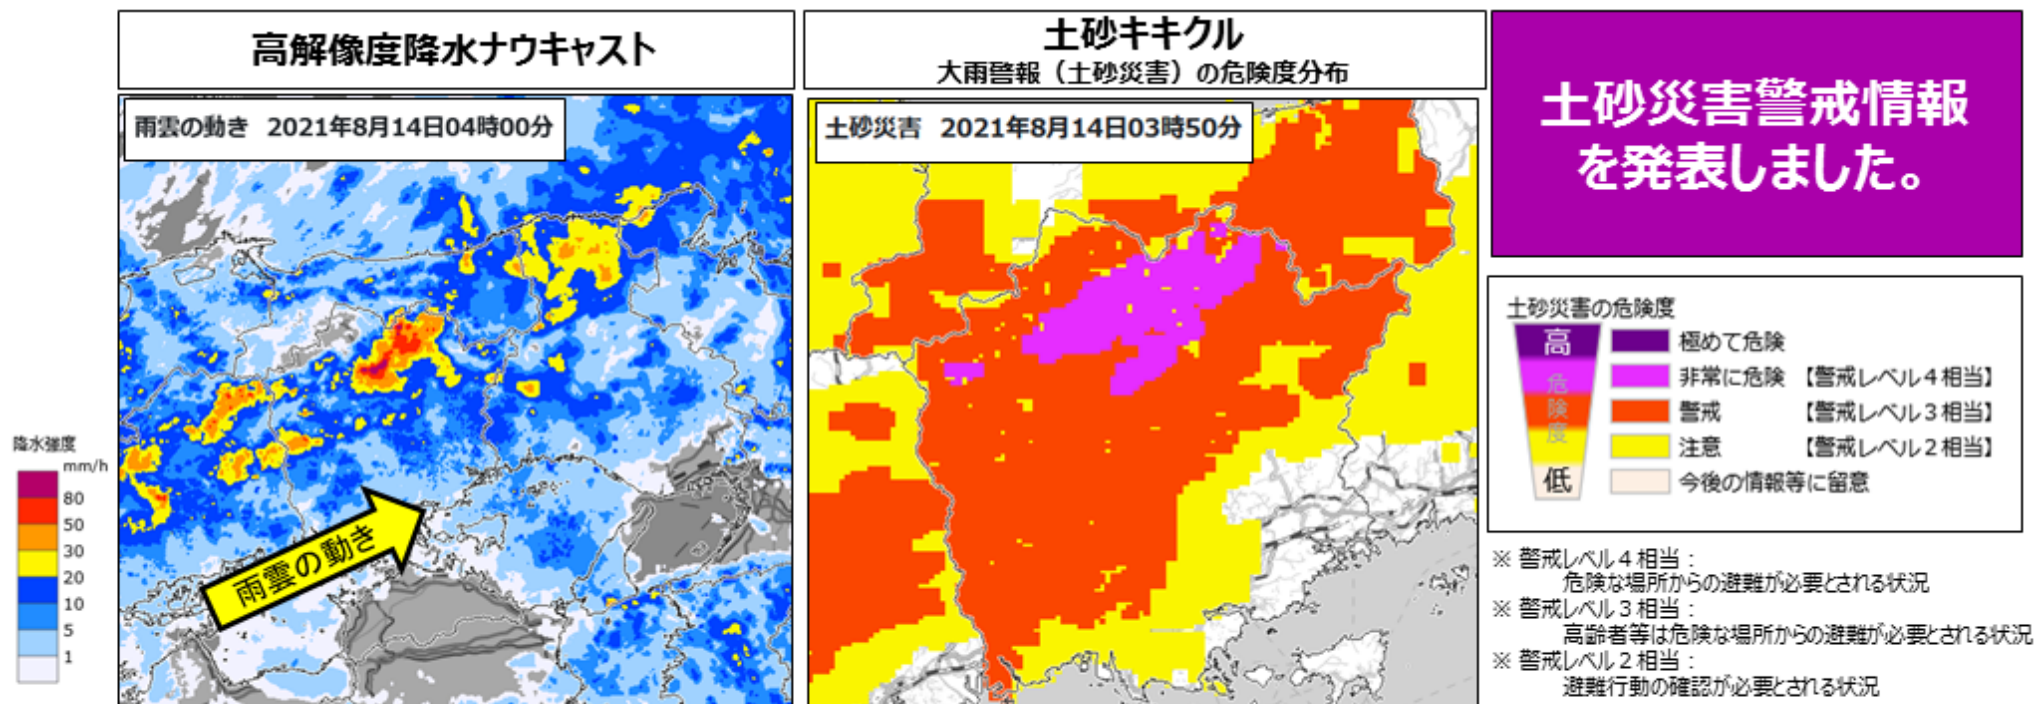 高解像度降水ナウキャスト
雨雲の動き 2021年8月14日04時00分
降水強度
mm/h
80
50
30
20
10
5
1
雨雲の動き
土砂キキクル
大雨警報（土砂災害）の危険度分布
土砂災害 2021年8月14日03時50分
土砂災害警戒情報
を発表しました。
土砂災害の危険度
高
危
険
度
低
極めて危険
非常に危険 【警戒レベル４相当】
警戒 【警戒レベル３相当】
注意 【警戒レベル２相当】
今後の情報等に留意
※ 警戒レベル４相当：
危険な場所からの避難が必要とされる状況
※ 警戒レベル３相当：
高齢者等は危険な場所からの避難が必要とされる状況
※ 警戒レベル２相当：
避難行動の確認が必要とされる状況